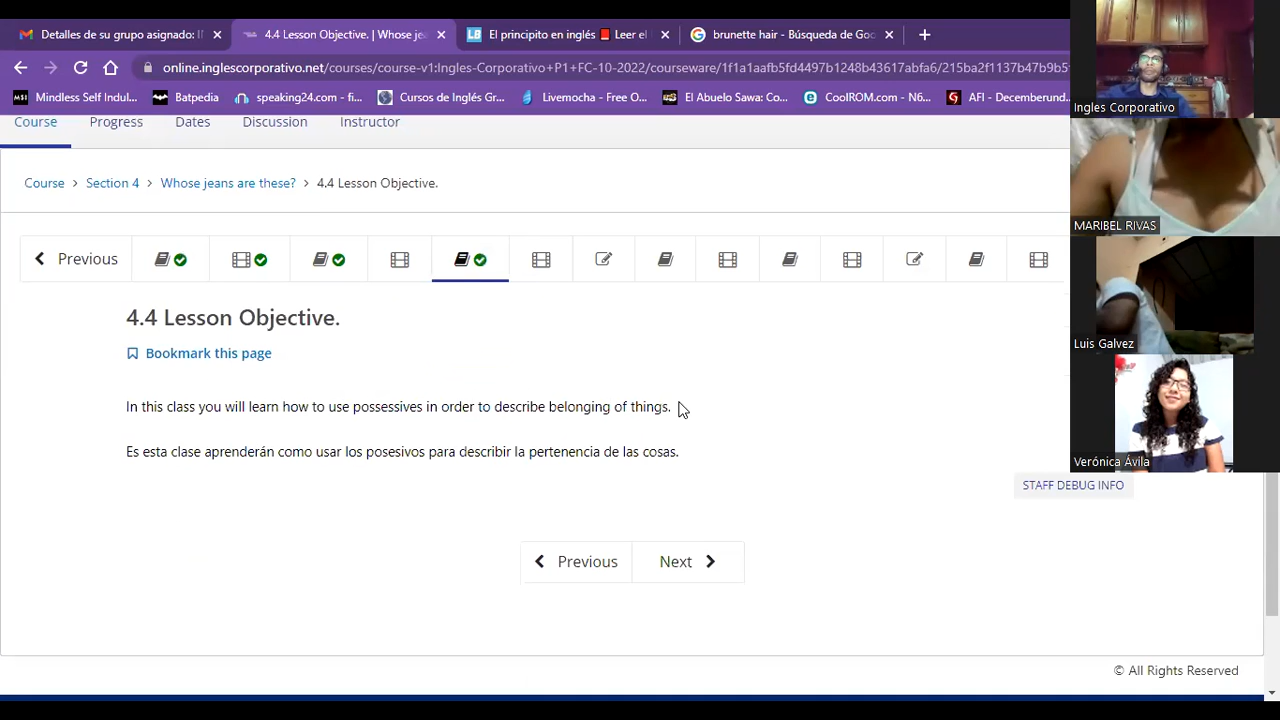 Detalles de su grupo asignado: I
4.4 Lesson Objective. | Whose je
El principito en inglés 📕 Leer el
brunette hair - Búsqueda de Goo
online.inglescorporativo.net/courses/course-v1:Ingles-Corporativo+P1+FC-10-2022/courseware/1f1a1aafb5fd4497b1248b43617abfa6/215ba2f1137b47b9b5
Mindless Self Indul...
Batpedia
speaking24.com - fi...
Cursos de Inglés Gr...
Livemocha - Free O...
El Abuelo Sawa: Co...
CoolROM.com - N6...
AFI - Decemberund...
Course
Progress
Dates
Discussion
Instructor
Course > Section 4 > Whose jeans are these? > 4.4 Lesson Objective.
Previous
4.4 Lesson Objective.
Bookmark this page
In this class you will learn how to use possessives in order to describe belonging of things.
Es esta clase aprenderán como usar los posesivos para describir la pertenencia de las cosas.
STAFF DEBUG INFO
Previous
Next
© All Rights Reserved
Ingles Corporativo
MARIBEL RIVAS
Luis Galvez
Verónica Ávila